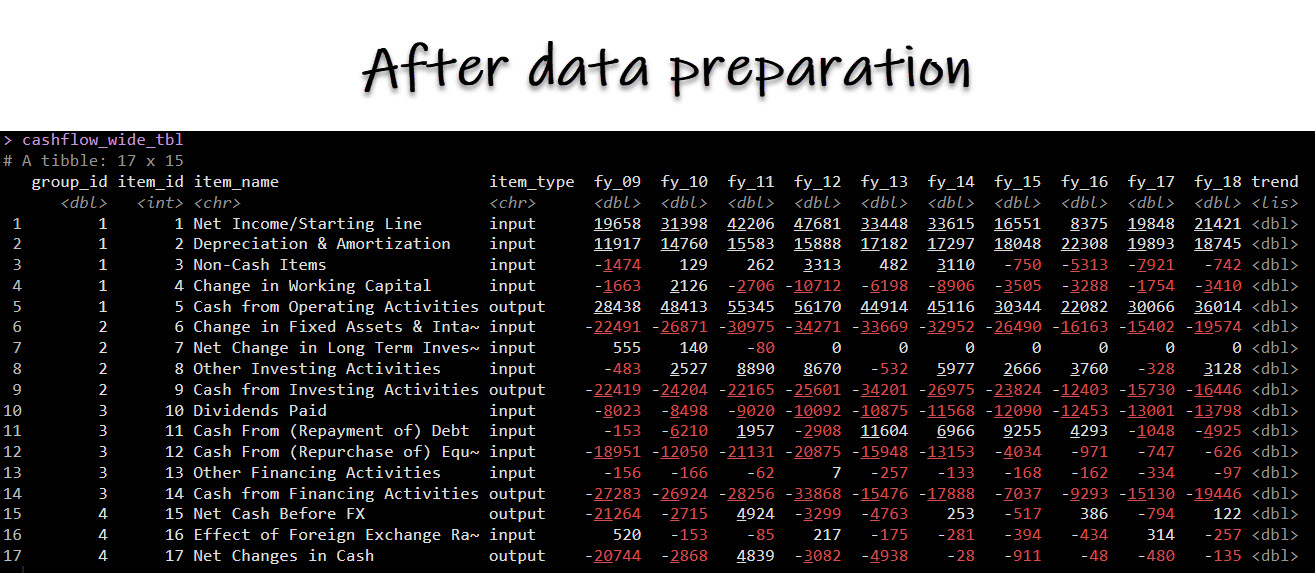 After data preparation
> cashflow_wide_tbl
# A tibble: 17 x 15
group_id item_id item_name item_type fy_09 fy_10 fy_11 fy_12 fy_13 fy_14 fy_15 fy_16 fy_17 fy_18 trend
<dbl> <int> <chr> <chr> <dbl> <dbl> <dbl> <dbl> <dbl> <dbl> <dbl> <dbl> <dbl> <dbl> <lis>
1 1 1 Net Income/Starting Line input 19658 31398 42206 47681 33448 33615 16551 8375 19848 21421 <dbl>
2 1 2 Depreciation & Amortization input 11917 14760 15583 15888 17182 17297 18048 22308 19893 18745 <dbl>
3 1 3 Non-Cash Items input -1474 129 262 3313 482 3110 -750 -5313 -7921 -742 <dbl>
4 1 4 Change in Working Capital input -1663 2126 -2706 -10712 -6198 -8906 -3505 -3288 -1754 -3410 <dbl>
5 1 5 Cash from Operating Activities output 28438 48413 55345 56170 44914 45116 30344 22082 30066 36014 <dbl>
6 2 6 Change in Fixed Assets & Inta~ input -22491 -26871 -30975 -34271 -33669 -32952 -26490 -16163 -15402 -19574 <dbl>
7 2 7 Net Change in Long Term Inves~ input 555 140 -80 0 0 0 0 0 0 0 <dbl>
8 2 8 Other Investing Activities input -483 2527 8890 8670 -532 5977 2666 3760 -328 3128 <dbl>
9 2 9 Cash from Investing Activities output -22419 -24204 -22165 -25601 -34201 -26975 -23824 -12403 -15730 -16446 <dbl>
10 3 10 Dividends Paid input -8023 -8498 -9020 -10092 -10875 -11568 -12090 -12453 -13001 -13798 <dbl>
11 3 11 Cash From (Repayment of) Debt input -153 -6210 1957 -2908 11604 6966 9255 4293 -1048 -4925 <dbl>
12 3 12 Cash From (Repurchase of) Equ~ input -18951 -12050 -21131 -20875 -15948 -13153 -4034 -971 -747 -626 <dbl>
13 3 13 Other Financing Activities input -156 -166 -62 7 -257 -133 -168 -162 -334 -97 <dbl>
14 3 14 Cash from Financing Activities output -27283 -26924 -28256 -33868 -15476 -17888 -7037 -9293 -15130 -19446 <dbl>
15 4 15 Net Cash Before FX output -21264 -2715 4924 -3299 -4763 253 -517 386 -794 122 <dbl>
16 4 16 Effect of Foreign Exchange Ra~ input 520 -153 -85 217 -175 -281 -394 -434 314 -257 <dbl>
17 4 17 Net Changes in Cash output -20744 -2868 4839 -3082 -4938 -28 -911 -48 -480 -135 <dbl>